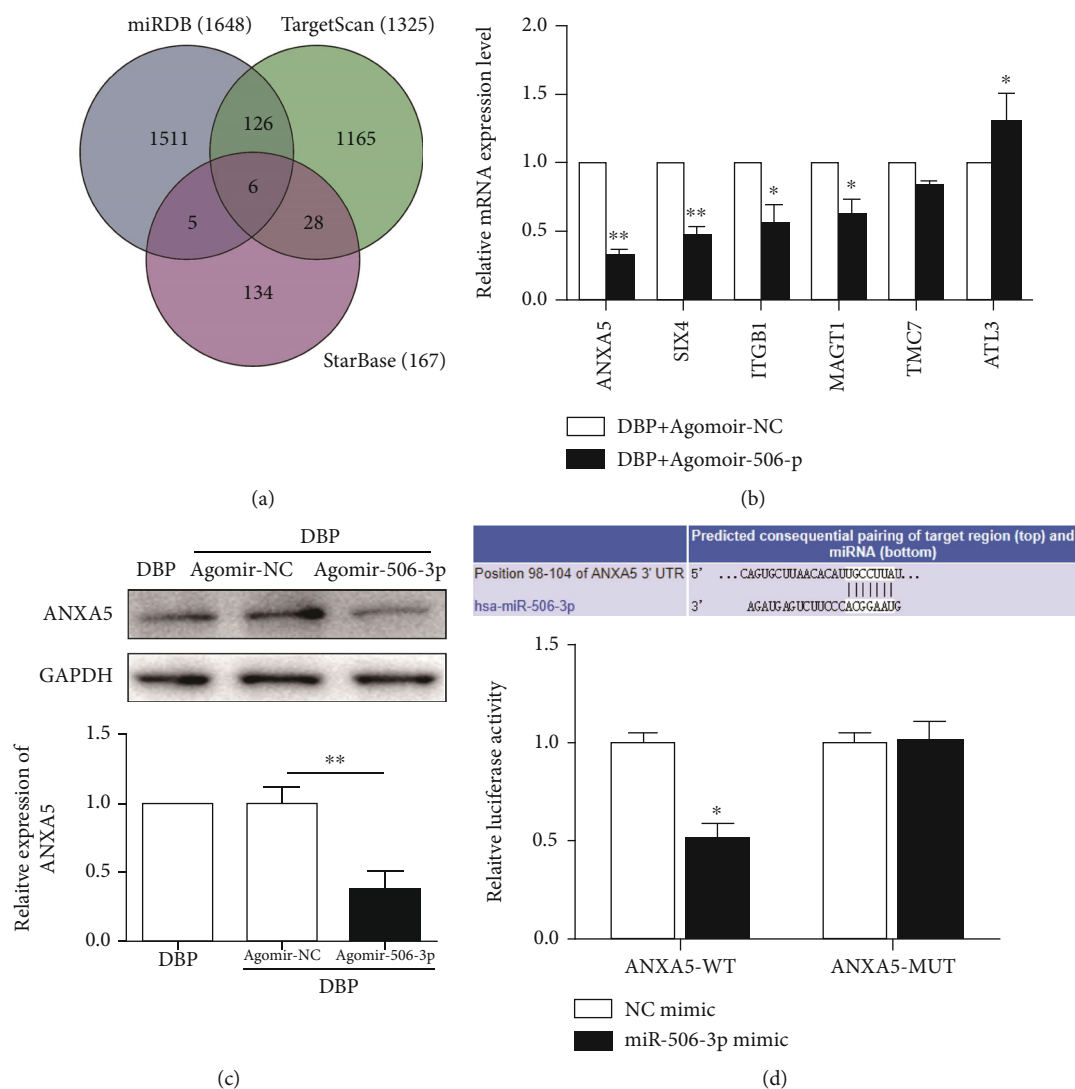 miRDB (1648)
TargetScan (1325)
1511
126
1165
6
5
28
134
StarBase (167)
(a)
Relative mRNA expression level
2.0
1.5
1.0
0.5
0.0
**
**
*
*
*
ANXA5
SIX4
ITGB1
MAGT1
TMC7
ATL3
DBP+Agomoir-NC
DBP+Agomoir-506-p
(b)
DBP
DBP Agomir-NC Agomir-506-3p
ANXA5
GAPDH
Relaitve expression of
ANXA5
1.5
1.0
0.5
0.0
**
DBP
Agomir-NC Agomir-506-3p
DBP
(c)
Predicted consequential pairing of target region (top) and
miRNA (bottom)
Position 98-104 of ANXA5 3' UTR 5' ...CAGUGCUUAACACAUUGCCUUAU...
hsa-miR-506-3p 3' AGAUGAGUCUUCCCACGGAAUG
Relaitve luciferase activity
1.5
1.0
0.5
0.0
*
ANXA5-WT
ANXA5-MUT
NC mimic
miR-506-3p mimic
(d)